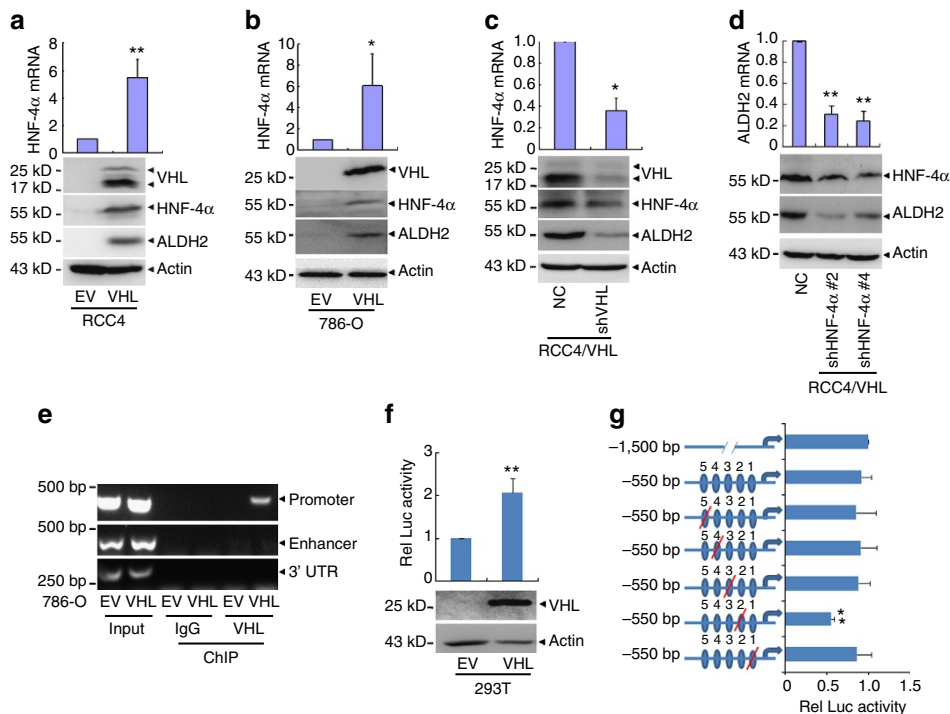 a
HNF-4α mRNA
8
6
4
2
0
**
25 kD
17 kD
VHL
55 kD
HNF-4α
55 kD
ALDH2
43 kD
Actin
EV VHL
RCC4
b
HNF-4α mRNA
10
8
6
4
2
0
*
25 kD
VHL
55 kD
HNF-4α
55 kD
ALDH2
43 kD
Actin
EV VHL
786-O
c
HNF-4α mRNA
1.0
0.8
0.6
0.4
0.2
0.0
*
25 kD
17 kD
VHL
55 kD
HNF-4α
55 kD
ALDH2
43 kD
Actin
NC
shVHL
RCC4/VHL
d
ALDH2 mRNA
1.0
0.8
0.6
0.4
0.2
0
** **
55 kD
HNF-4α
55 kD
ALDH2
43 kD
Actin
NC
shHNF-4α #2
shHNF-4α #4
RCC4/VHL
e
500 bp
Promoter
500 bp
Enhancer
3' UTR
250 bp
786-O EV VHL EV VHL EV VHL
Input IgG VHL
ChIP
f
Rel Luc activity
3
2
1
0
**
25 kD
VHL
43 kD
Actin
EV VHL
293T
g
–1,500 bp
5 4 3 2 1
–550 bp
5 4 3 2 1
–550 bp
5 4 3 2 1
–550 bp
5 4 3 2 1
–550 bp
5 4 3 2 1
–550 bp
**
5 4 3 2 1
–550 bp
0 0.5 1.0 1.5
Rel Luc activity